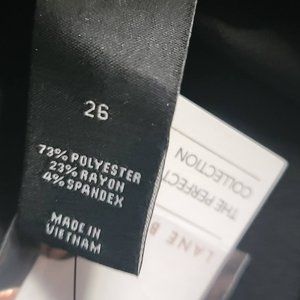 26
73% POLYESTER
23% RAYON
4% SPANDEX
MADE IN
VIETNAM
THE PERFECT
COLLECTION
LANE B